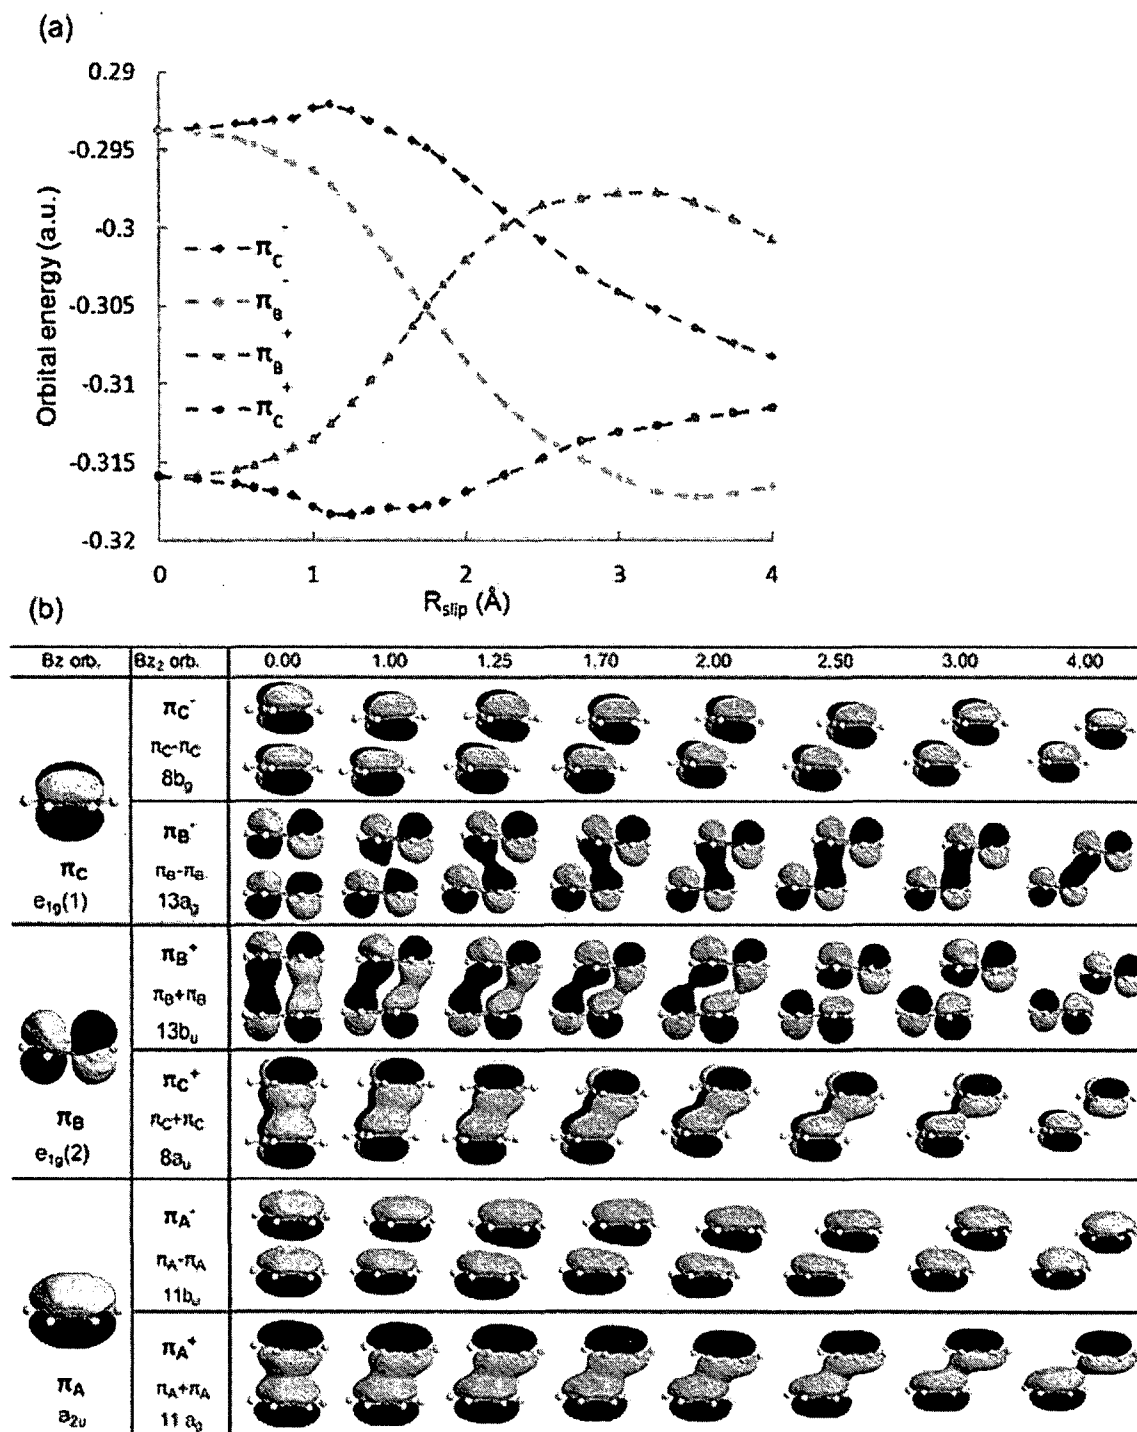 (a)
0.29
-0.295
-0.3
-0.305
-0.31
-0.315
-0.32
Orbital energy (a.u.)
π_C^-
π_B^-
π_B^+
π_C^+
0 1 2 3 4
R_slip (Å)
(b)
Bz orb. Bz₂ orb. 0.00 1.00 1.25 1.70 2.00 2.50 3.00 4.00
π_C^-
π_C-π_C
8b_g
π_C
e_1g(1)
π_B^-
π_B-π_B
13a_g
π_B^+
π_B+π_B
13b_u
π_B
e_1g(2)
π_C^+
π_C+π_C
8a_u
π_A^-
π_A-π_A
11b_u
π_A
a_2u
π_A^+
π_A+π_A
11 a_g